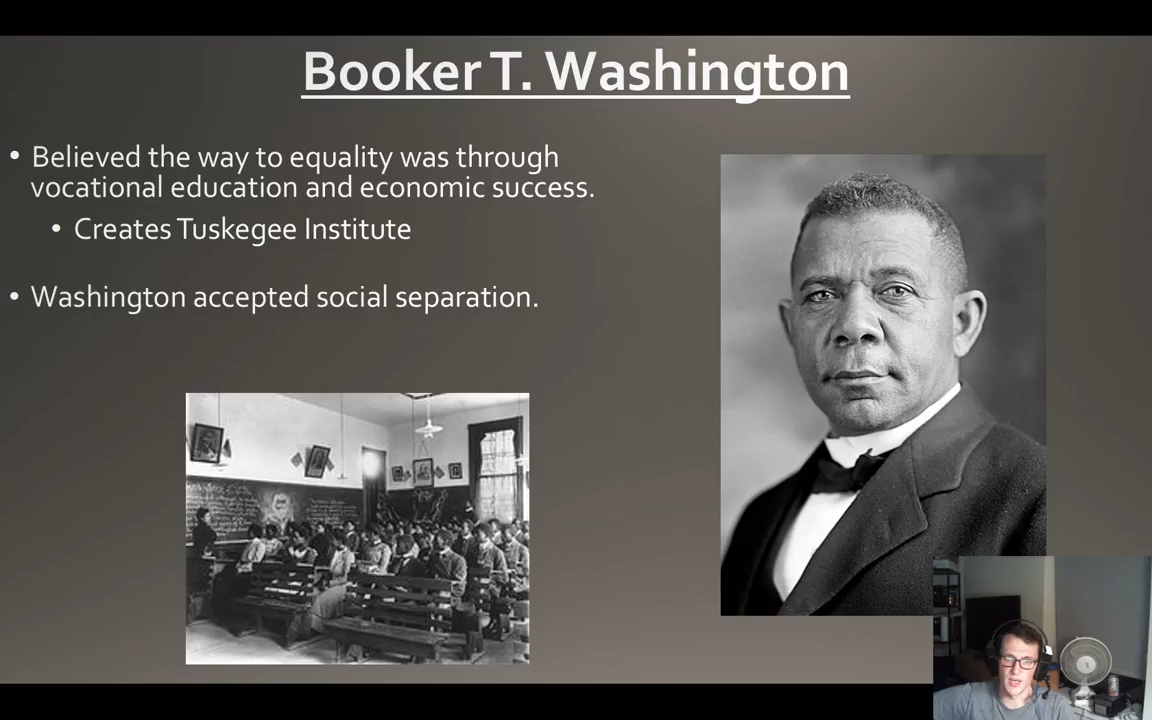 Booker T. Washington
• Believed the way to equality was through
vocational education and economic success.
• Creates Tuskegee Institute
• Washington accepted social separation.